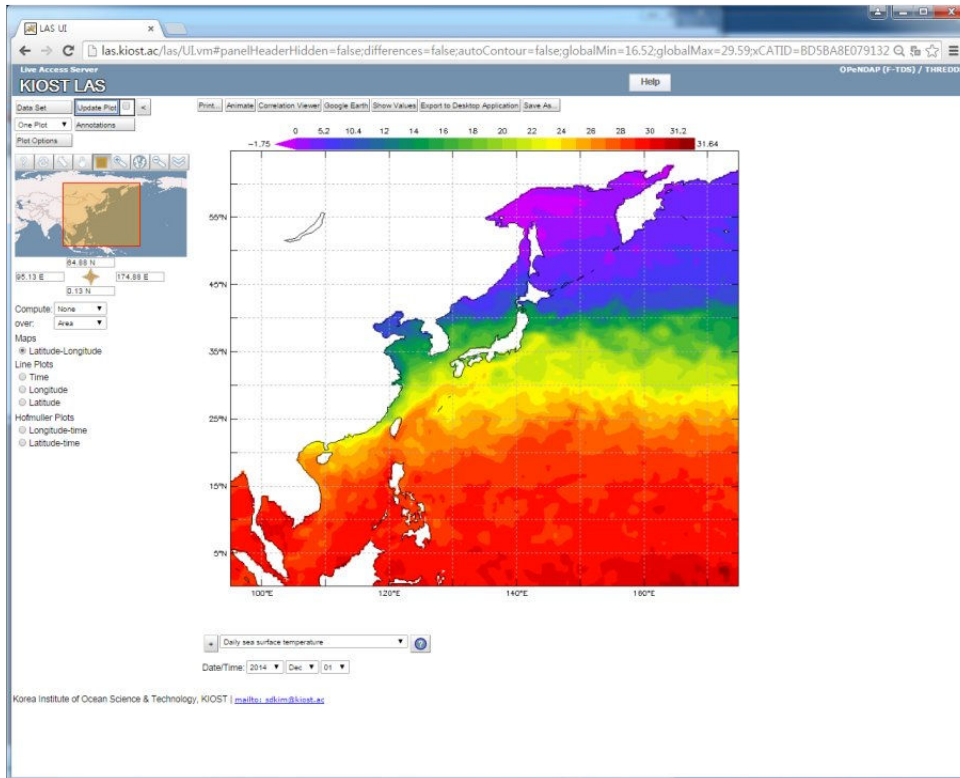 LAS UI
las.kiost.ac/las/UI.vm#panelHeaderHidden=false;differences=false;autoContour=false;globalMin=16.52;globalMax=29.59;xCATID=BD5BA8E079132
Live Access Server
OPeNDAP (F-TDS) / THREDD
KIOST LAS
Help
Data Set
Update Plot
<
Print...
Animate
Correlation Viewer
Google Earth
Show Values
Export to Desktop Application
Save As...
One Plot
Annotations
Plot Options
0 5.2 10.4 12 14 16 18 20 22 24 26 28 30 31.2
-1.75
31.64
64.88 N
95.13 E
174.88 E
0.13 N
Compute: None
over: Area
Maps
Latitude-Longitude
Line Plots
Time
Longitude
Latitude
Hofmuller Plots
Longitude-time
Latitude-time
55°N
45°N
35°N
25°N
15°N
5°N
100°E 120°E 140°E 160°E
+ Daily sea surface temperature ?
Date/Time: 2014 Dec 01
Korea Institute of Ocean Science & Technology, KIOST | mailto: sdkim@kiost.ac